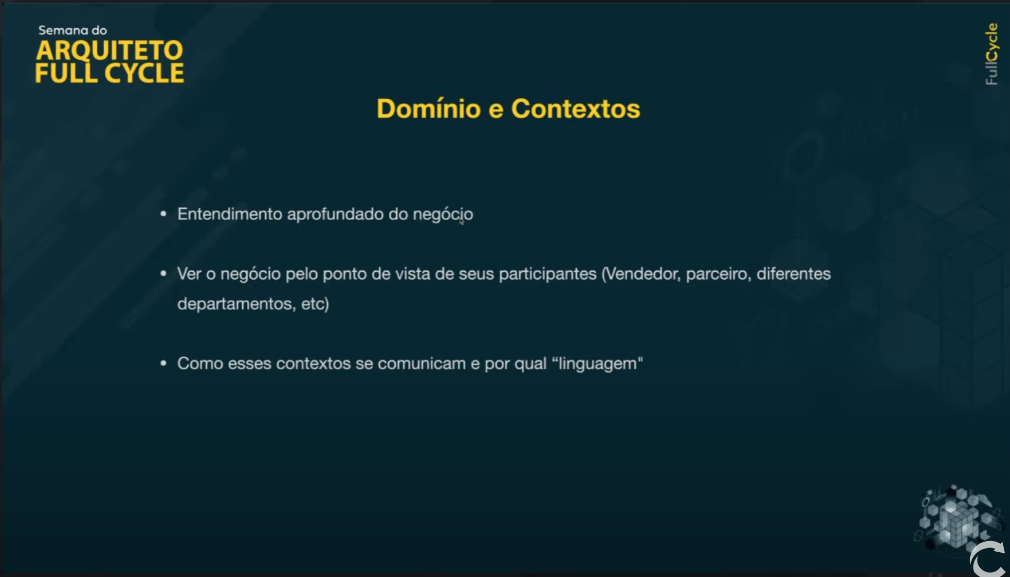 Semana do
ARQUITETO
FULL CYCLE
FullCycle
Domínio e Contextos
• Entendimento aprofundado do negócio
• Ver o negócio pelo ponto de vista de seus participantes (Vendedor, parceiro, diferentes
departamentos, etc)
• Como esses contextos se comunicam e por qual “linguagem"